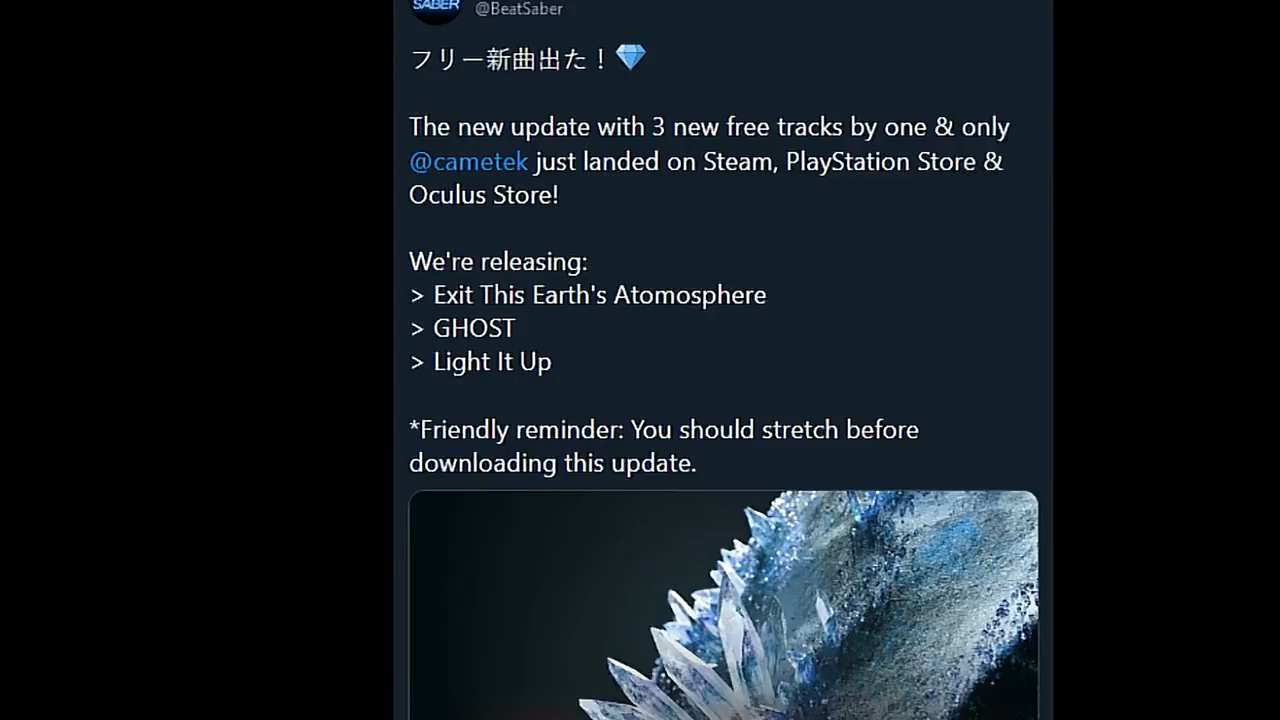 SABER
@BeatSaber
フリー新曲出た！
The new update with 3 new free tracks by one & only
@cametek just landed on Steam, PlayStation Store &
Oculus Store!
We're releasing:
> Exit This Earth's Atomosphere
> GHOST
> Light It Up
*Friendly reminder: You should stretch before
downloading this update.